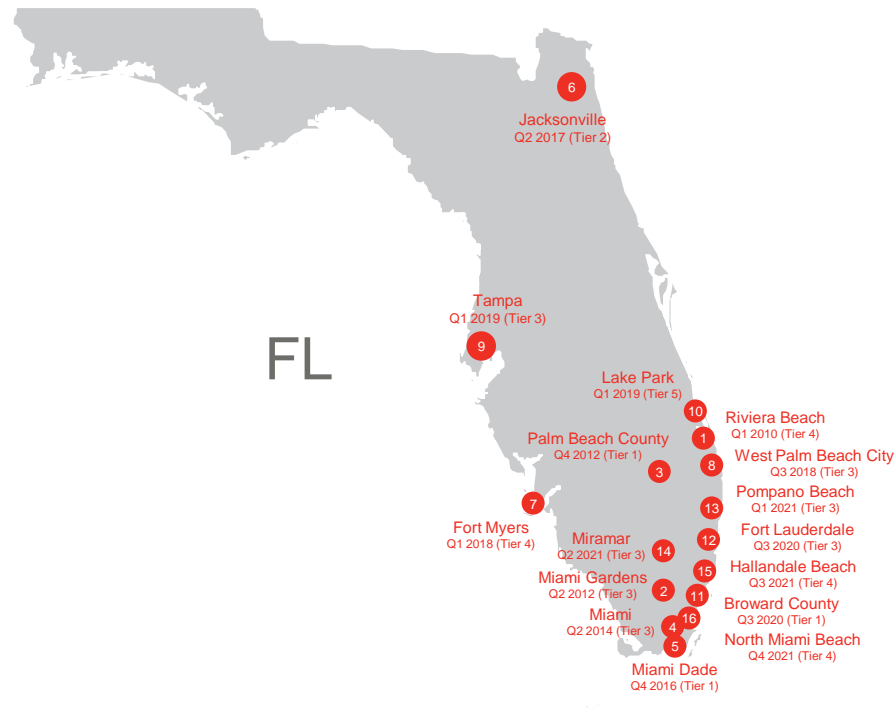 6
Jacksonville
Q2 2017 (Tier 2)
Tampa
Q1 2019 (Tier 3)
9
FL
Lake Park
Q1 2019 (Tier 5)
10
Riviera Beach
Q1 2010 (Tier 4)
1
Palm Beach County
Q4 2012 (Tier 1)
3
West Palm Beach City
Q3 2018 (Tier 3)
8
7
Fort Myers
Q1 2018 (Tier 4)
Pompano Beach
Q1 2021 (Tier 3)
13
Fort Lauderdale
Q3 2020 (Tier 3)
12
Miramar
Q2 2021 (Tier 3)
14
Hallandale Beach
Q3 2021 (Tier 4)
15
Miami Gardens
Q2 2012 (Tier 3)
2
11
Broward County
Q3 2020 (Tier 1)
16
Miami
Q2 2014 (Tier 3)
4
North Miami Beach
Q4 2021 (Tier 4)
5
Miami Dade
Q4 2016 (Tier 1)